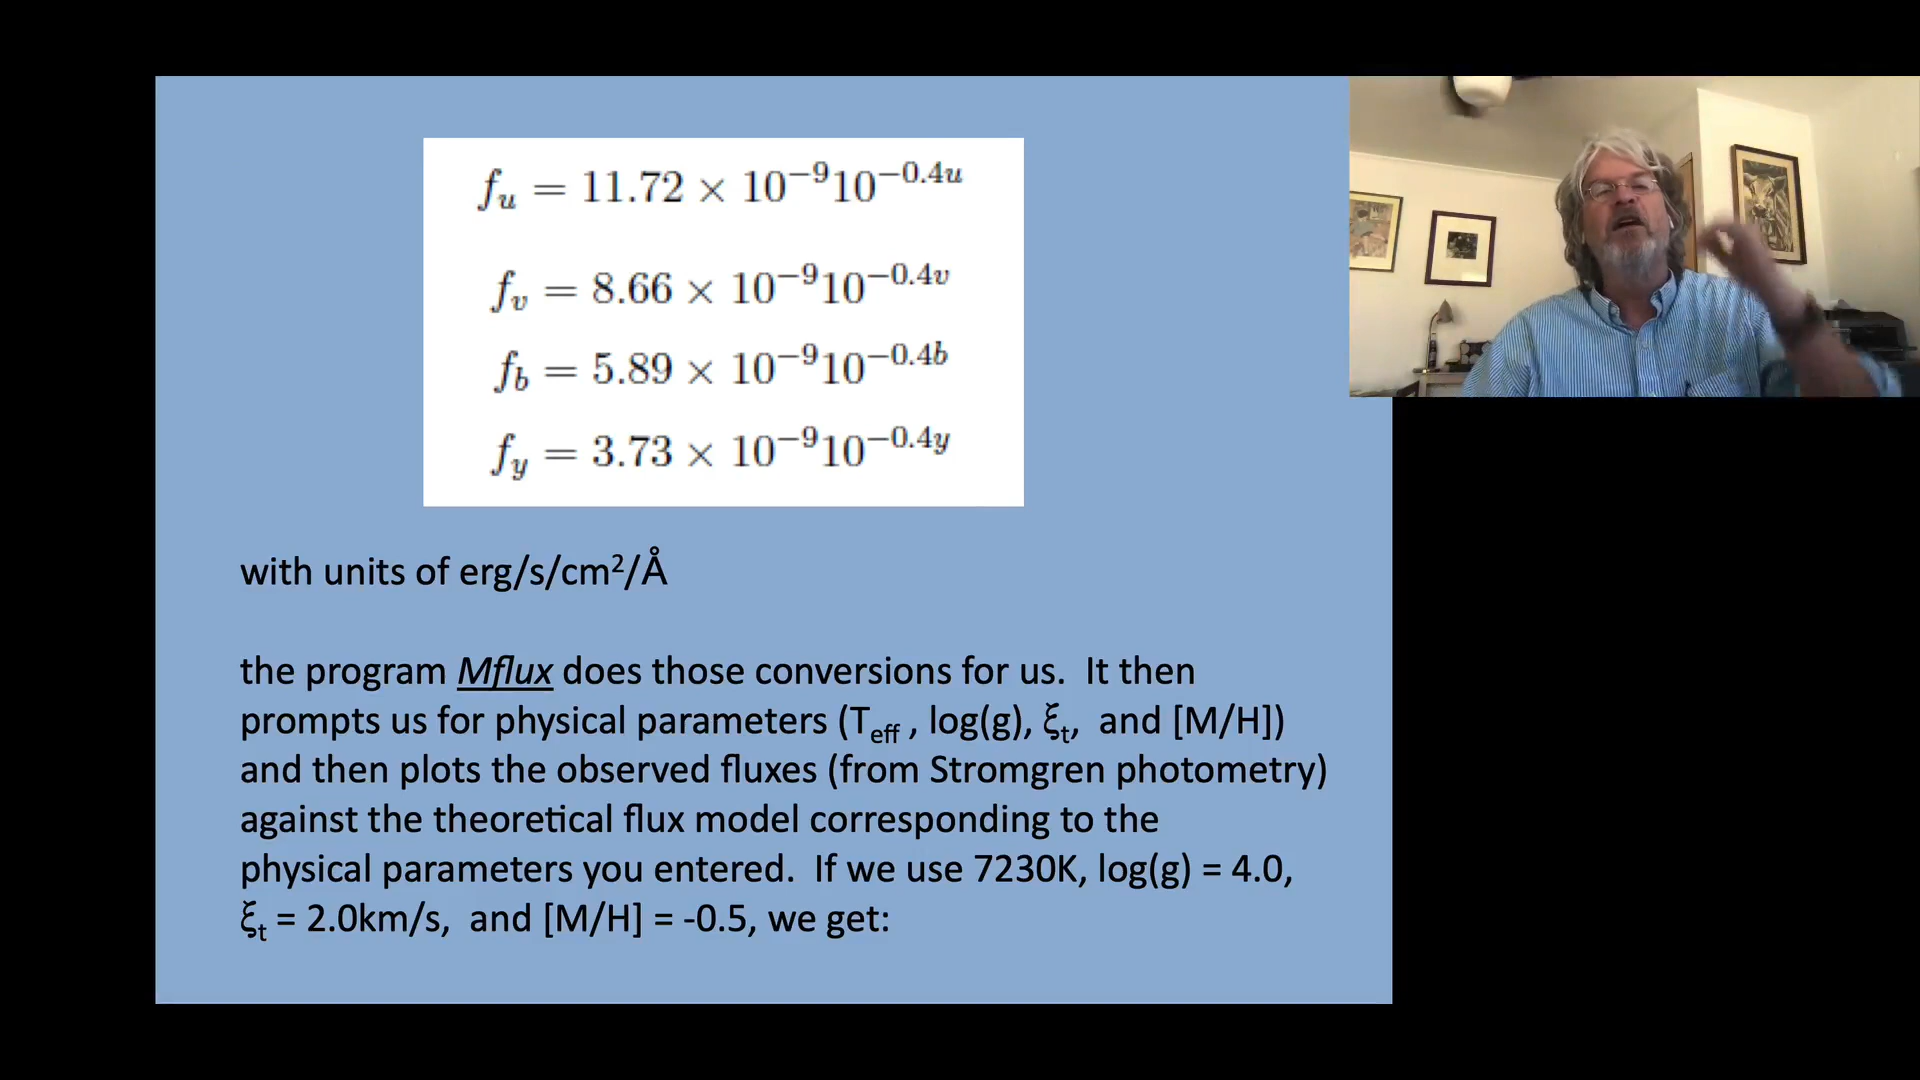 f_u = 11.72 × 10^{−9}10^{−0.4u}
f_v = 8.66 × 10^{−9}10^{−0.4v}
f_b = 5.89 × 10^{−9}10^{−0.4b}
f_y = 3.73 × 10^{−9}10^{−0.4y}
with units of erg/s/cm²/Å
the program Mflux does those conversions for us.  It then
prompts us for physical parameters (T_eff , log(g), ξ_t,  and [M/H])
and then plots the observed fluxes (from Stromgren photometry)
against the theoretical flux model corresponding to the
physical parameters you entered.  If we use 7230K, log(g) = 4.0,
ξ_t = 2.0km/s,  and [M/H] = -0.5, we get: